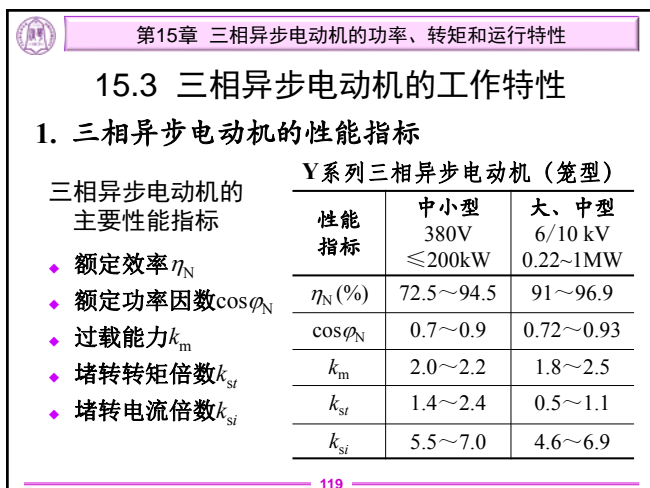 第15章 三相异步电动机的功率、转矩和运行特性
15.3 三相异步电动机的工作特性
1. 三相异步电动机的性能指标
三相异步电动机的
主要性能指标
额定效率ηN
额定功率因数cosφN
过载能力km
堵转转矩倍数kst
堵转电流倍数ksi
Y系列三相异步电动机（笼型）
性能指标 中小型 380V ≤200kW 大、中型 6/10 kV 0.22~1MW
ηN(%) 72.5～94.5 91～96.9
cosφN 0.7～0.9 0.72～0.93
km 2.0～2.2 1.8～2.5
kst 1.4～2.4 0.5～1.1
ksi 5.5～7.0 4.6～6.9
119